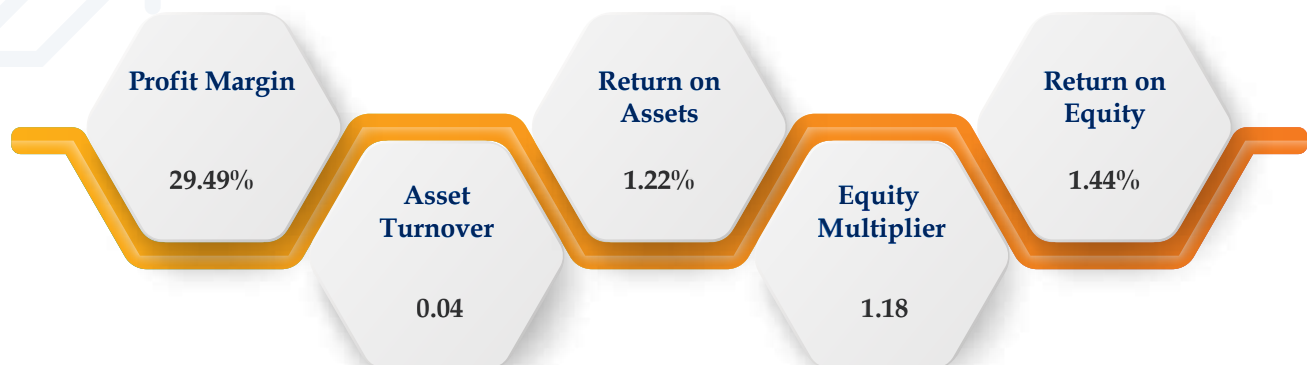 Profit Margin
29.49%
Asset
Turnover
0.04
Return on
Assets
1.22%
Equity
Multiplier
1.18
Return on
Equity
1.44%